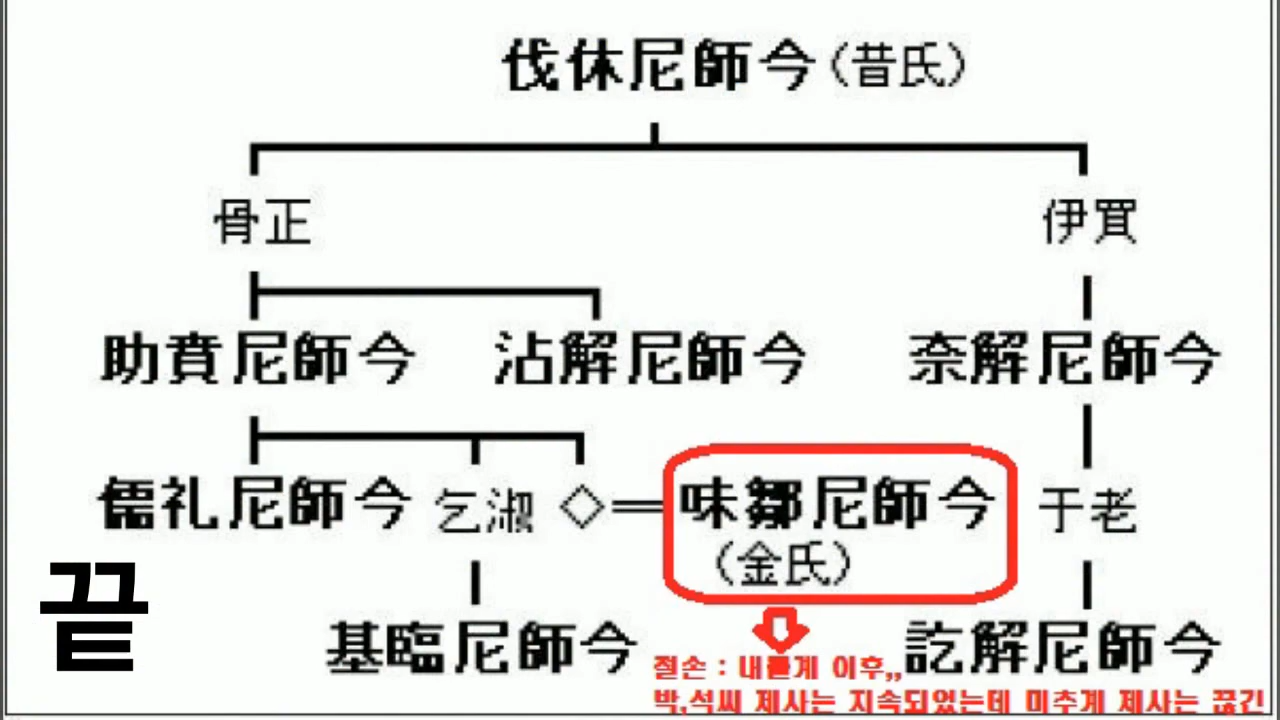 伐休尼師今(昔氏)
骨正 伊買
助賁尼師今 沾解尼師今 奈解尼師今
儒礼尼師今 乞淑 ◇ 味鄒尼師今 于老
(金氏)
끝
基臨尼師今 訖解尼師今
절손 : 내물계 이후,,
박,석씨 제사는 지속되었는데 미추계 제사는 끊긴